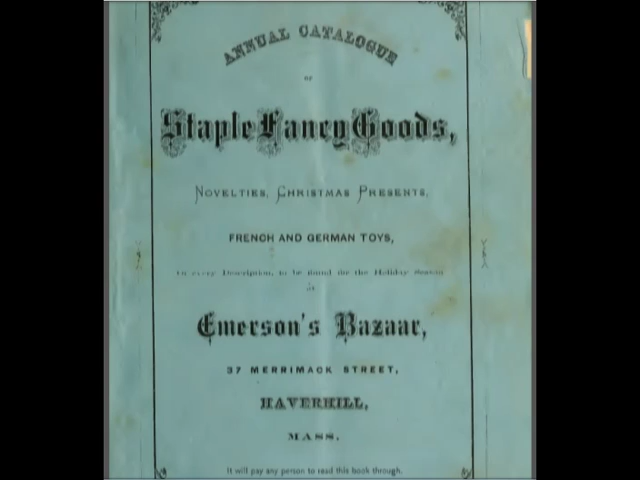 ANNUAL CATALOGUE
OF
Staple Fancy Goods,
NOVELTIES, CHRISTMAS PRESENTS,
FRENCH AND GERMAN TOYS,
Of every Description, to be found for the Holiday Season
at
Emerson's Bazaar,
37 MERRIMACK STREET,
HAVERHILL,
MASS.
It will pay any person to read this book through.